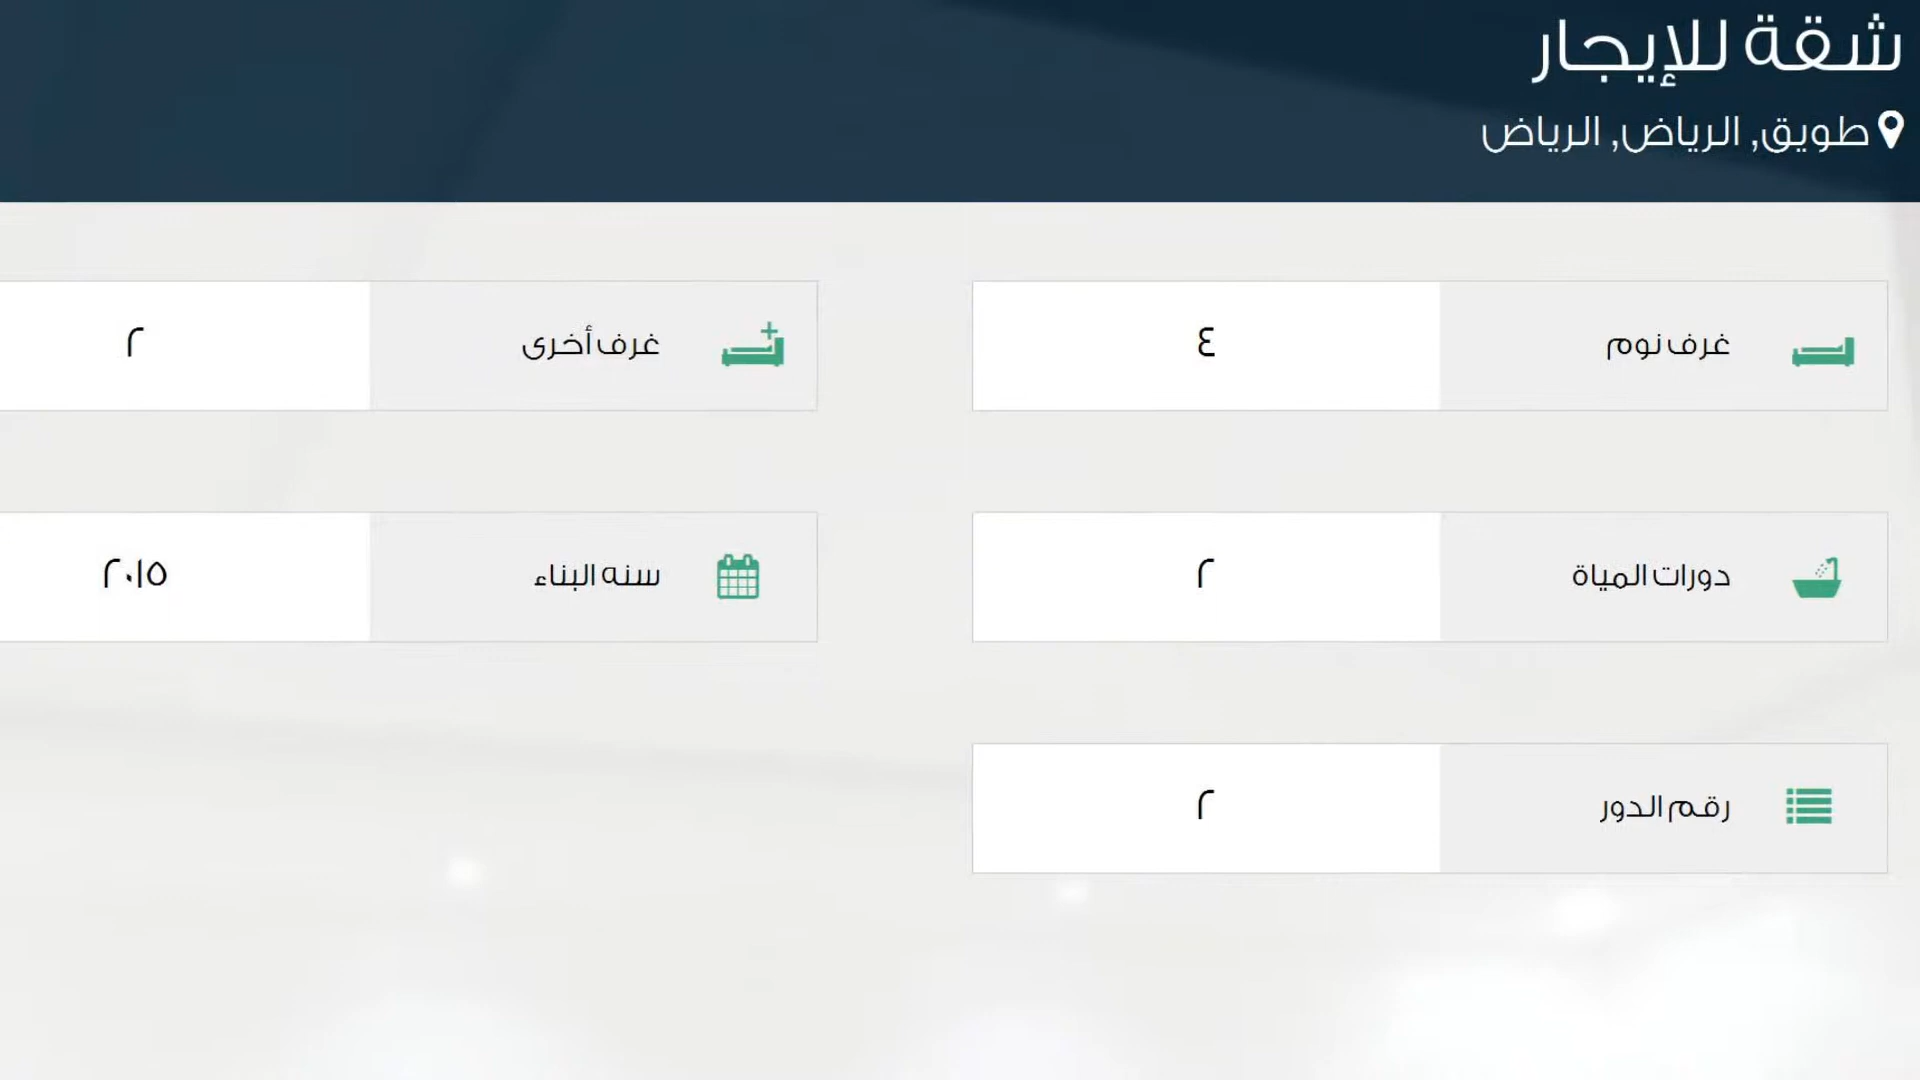 شقة للإيجار
طويق, الرياض, الرياض
غرف نوم
٤
غرف أخرى
٢
دورات المياة
٢
سنه البناء
٢٠١٥
رقم الدور
٢